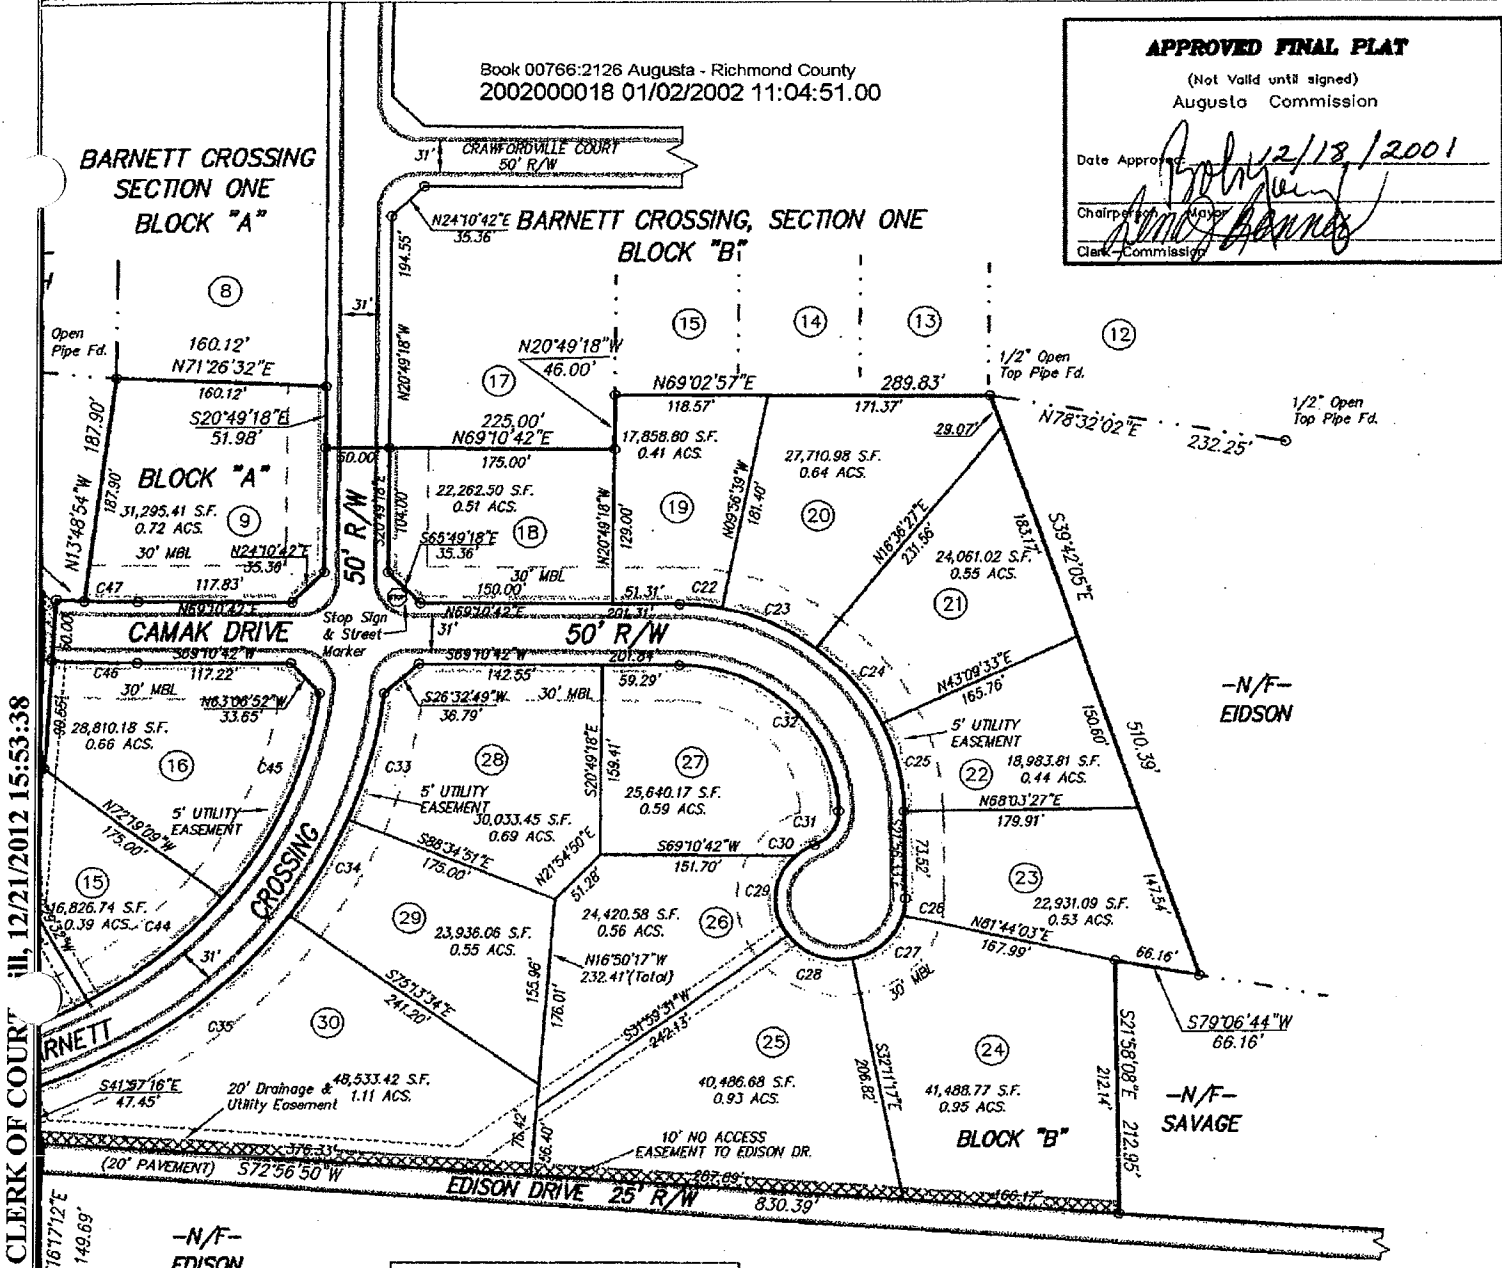 APPROVED FINAL PLAT
(Not Valid until signed)
Augusta Commission
Date Approved: 12/18/2001
Chairperson Mayor
Clerk-Commission
Book 00766:2126 Augusta - Richmond County
2002000018 01/02/2002 11:04:51.00
BARNETT CROSSING
SECTION ONE
BLOCK "A"
31'
CRAWFORDVILLE COURT
50' R/W
N24°10'42"E
35.36'
BARNETT CROSSING, SECTION ONE
BLOCK "B"
194.55'
N20°49'18"W
31'
8
Open
Pipe Fd.
160.12'
N71°26'32"E
160.12'
S20°49'18"E
51.98'
17
N20°49'18"W
46.00'
15
14
13
12
1/2" Open
Top Pipe Fd.
N78°32'02"E
232.25'
1/2" Open
Top Pipe Fd.
225.00'
N69°10'42"E
175.00'
N69°02'57"E
289.83'
118.57'
171.37'
29.07'
187.90'
187.90'
N13°48'54"W
BLOCK "A"
31,295.41 S.F.
0.72 ACS.
9
30' MBL
N24°10'42"E
35.36'
50' R/W
S20°49'18"E
104.00'
22,262.50 S.F.
0.51 ACS.
18
S65°49'18"E
35.36'
30' MBL
N20°49'18"W
129.00'
17,858.80 S.F.
0.41 ACS.
19
N09°56'39"W
181.40'
27,710.98 S.F.
0.64 ACS.
20
N16°36'27"E
231.56'
24,061.02 S.F.
0.55 ACS.
21
183.17'
S39°42'05"E
C47
117.83'
N69°10'42"E
150.00'
N69°10'42"E
51.31'
201.31'
C22
C23
CAMAK DRIVE
Stop Sign
& Street
Marker
31'
50' R/W
S69°10'42"W
117.22'
C46
30' MBL
N63°06'52"W
33.65'
S69°10'42"W
142.55'
201.84'
59.29'
S26°32'49"W
36.79'
30' MBL
C24
N43°09'33"E
165.76'
150.60'
510.39'
5' UTILITY
EASEMENT
-N/F-
EIDSON
28,810.18 S.F.
0.66 ACS.
16
C45
C33
28
S20°49'18"E
159.41'
27
C32
C25
22
18,983.81 S.F.
0.44 ACS.
5' UTILITY
EASEMENT
5' UTILITY
EASEMENT
30,033.45 S.F.
0.69 ACS.
25,640.17 S.F.
0.59 ACS.
N68°03'27"E
179.91'
N72°19'09"W
175.00'
C31
C30
S69°10'42"W
151.70'
73.52'
C34
S88°34'51"E
175.00'
N21°54'50"E
51.28'
15
16,826.74 S.F.
0.39 ACS.
C44
CROSSING
29
23,936.06 S.F.
0.55 ACS.
24,420.58 S.F.
0.56 ACS.
26
C29
23
22,931.09 S.F.
0.53 ACS.
C26
147.54'
N61°44'03"E
167.99'
66.16'
N16°50'17"W
232.41'(Total)
C27
C28
30' MBL
31'
S75°13'34"E
241.20'
155.96'
176.01'
S31°59'31"W
242.13'
BARNETT
C35
30
25
24
S79°06'44"W
66.16'
S41°57'16"E
47.45'
20' Drainage &
Utility Easement
48,533.42 S.F.
1.11 ACS.
40,486.68 S.F.
0.93 ACS.
S32°11'17"E
206.82'
41,488.77 S.F.
0.95 ACS.
S21°58'08"E
212.14'
212.95'
-N/F-
SAVAGE
BLOCK "B"
76.42'
56.40'
10' NO ACCESS
EASEMENT TO EDISON DR.
376.33'
287.89'
166.17'
(20' PAVEMENT)
S72°56'50"W
EDISON DRIVE 25' R/W
830.39'
149.69'
-N/F-
EDISON
CLERK OF COURT
12/21/2012 15:53:38